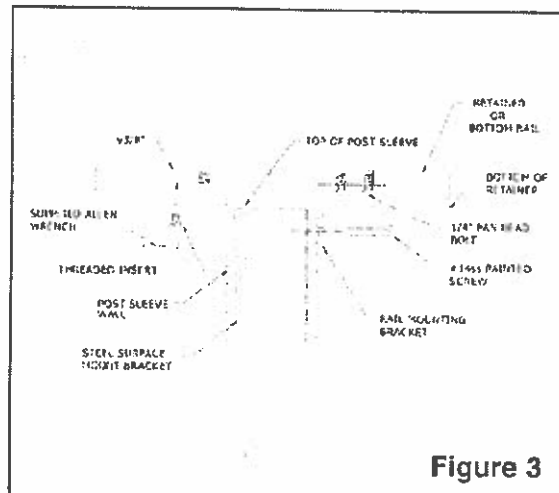 RETAINER
OR
BOTTOM RAIL
TOP OF POST SLEEVE
BOTTOM OF
RETAINER
SUPPLIED ALLEN
WRENCH
1/4" PAN HEAD
BOLT
THREADED INSERT
PAINTED
SCREW
POST SLEEVE
WALL
RAIL MOUNTING
BRACKET
STEEL SURFACE
MOUNT BRACKET
Figure 3